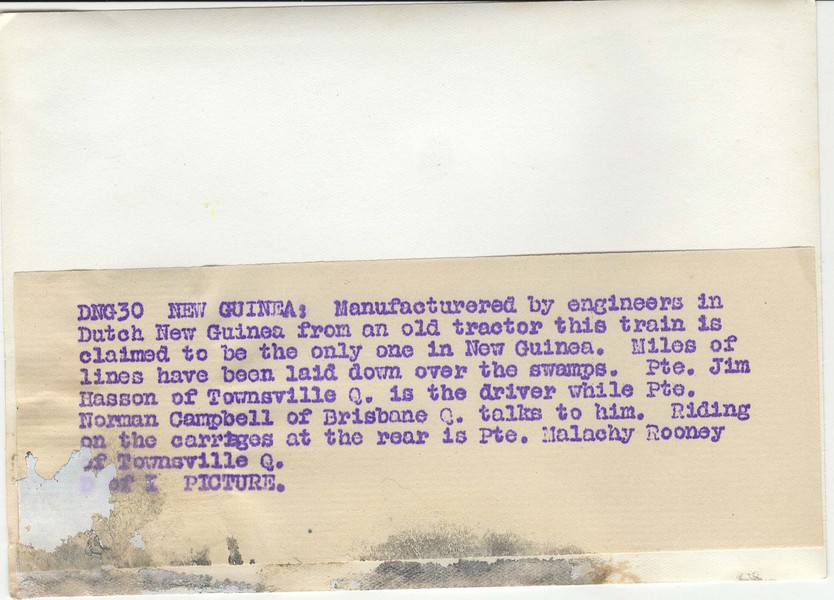 DNG30  NEW GUINEA:  Manufacturered by engineers in
Dutch New Guinea from an old tractor this train is
claimed to be the only one in New Guinea.  Miles of
lines have been laid down over the swamps.  Pte. Jim
Hasson of Townsville Q. is the driver while Pte.
Norman Campbell of Brisbane Q. talks to him.  Riding
on the carriages at the rear is Pte. Malachy Rooney
of Townsville Q.
D of I  PICTURE.